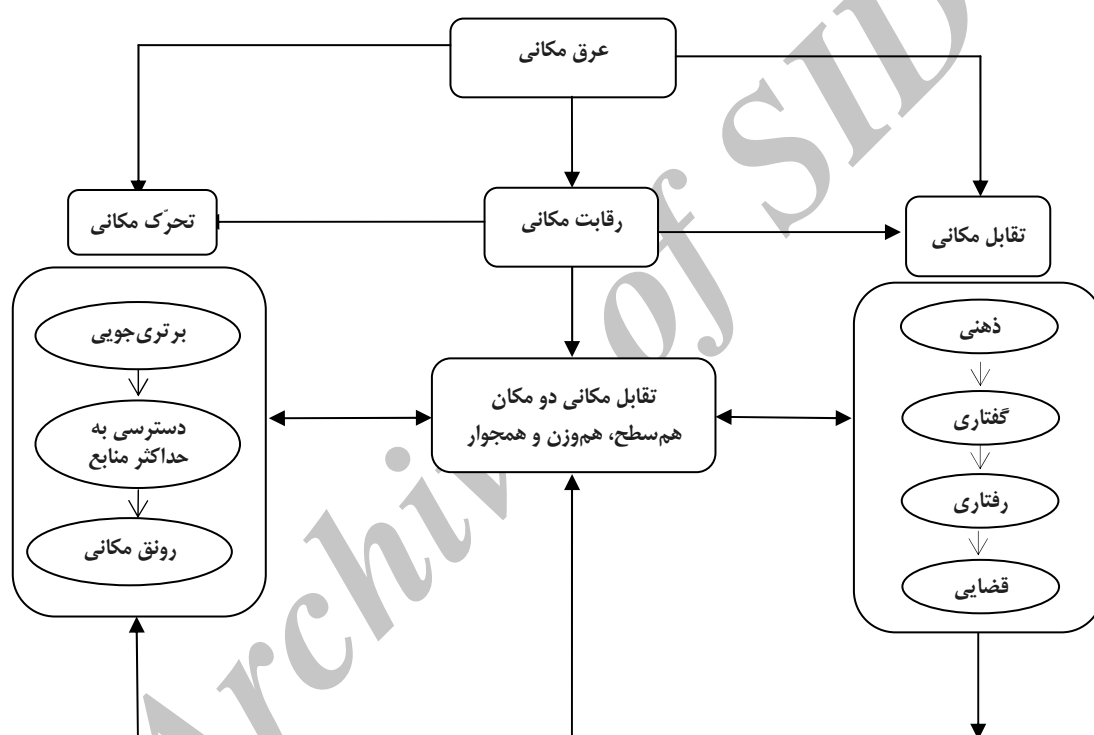 عرق مکانی
تقابل مکانی
رقابت مکانی
تحرّک مکانی
ذهنی
گفتاری
رفتاری
قضایی
تقابل مکانی دو مکان
هم‌سطح، هم‌وزن و همجوار
برتری‌جویی
دسترسی به
حداکثر منابع
رونق مکانی
Archive of SID